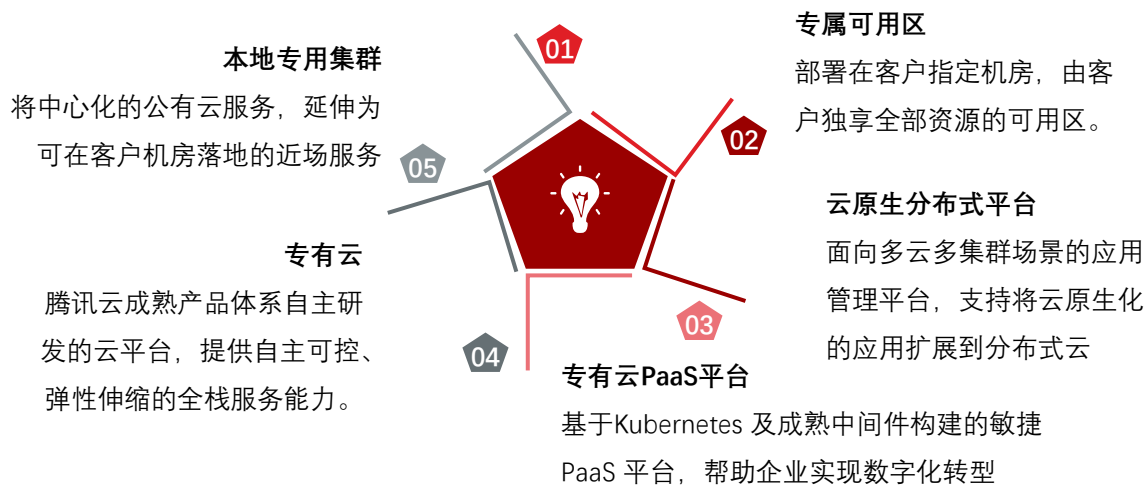 01
专属可用区
部署在客户指定机房，由客
户独享全部资源的可用区。
02
云原生分布式平台
面向多云多集群场景的应用
管理平台，支持将云原生化
的应用扩展到分布式云
03
专有云PaaS平台
基于Kubernetes 及成熟中间件构建的敏捷
PaaS 平台，帮助企业实现数字化转型
04
专有云
腾讯云成熟产品体系自主研
发的云平台，提供自主可控、
弹性伸缩的全栈服务能力。
05
本地专用集群
将中心化的公有云服务，延伸为
可在客户机房落地的近场服务